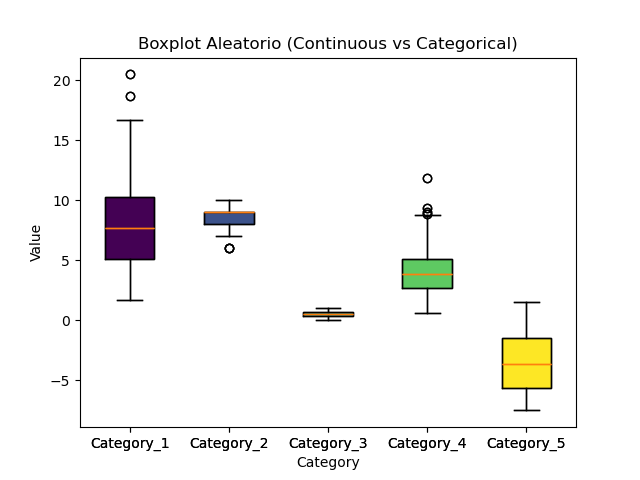 Boxplot Aleatorio (Continuous vs Categorical)
20
15
10
5
0
−5
Value
Category_1 Category_2 Category_3 Category_4 Category_5
Category